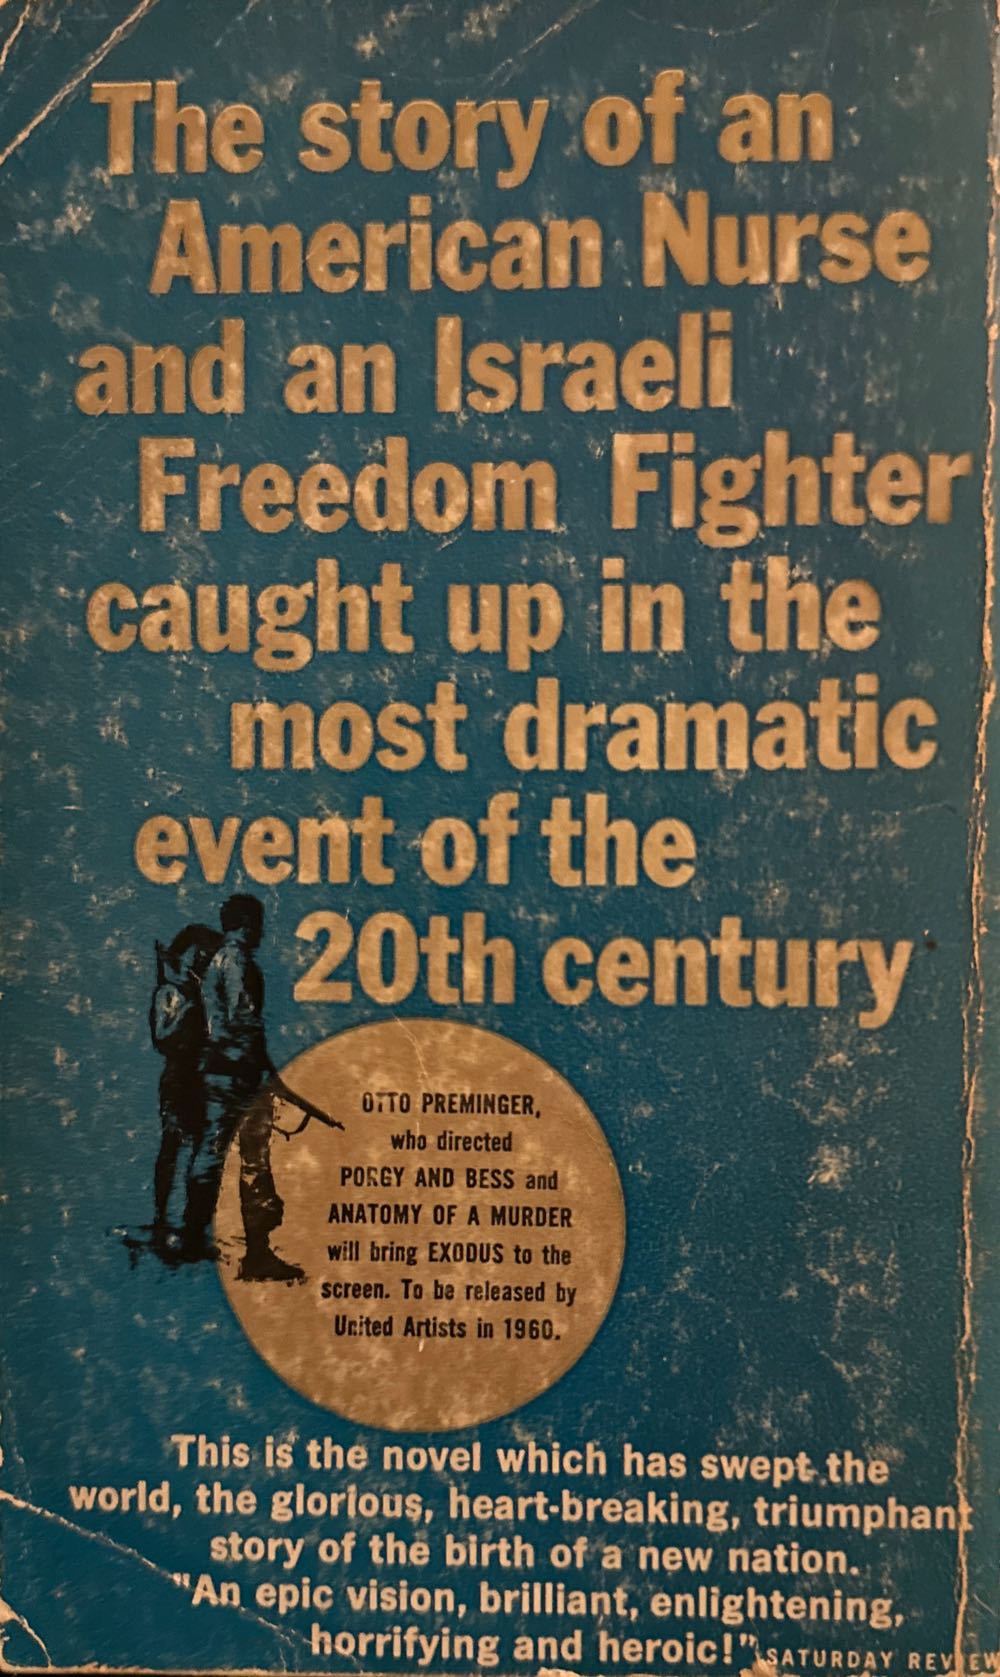 The story of an
American Nurse
and an Israeli
Freedom Fighter
caught up in the
most dramatic
event of the
20th century
OTTO PREMINGER,
who directed
PORGY AND BESS and
ANATOMY OF A MURDER
will bring EXODUS to the
screen. To be released by
United Artists in 1960.
This is the novel which has swept the
world, the glorious, heart-breaking, triumphant
story of the birth of a new nation.
"An epic vision, brilliant, enlightening,
horrifying and heroic!" SATURDAY REVIEW